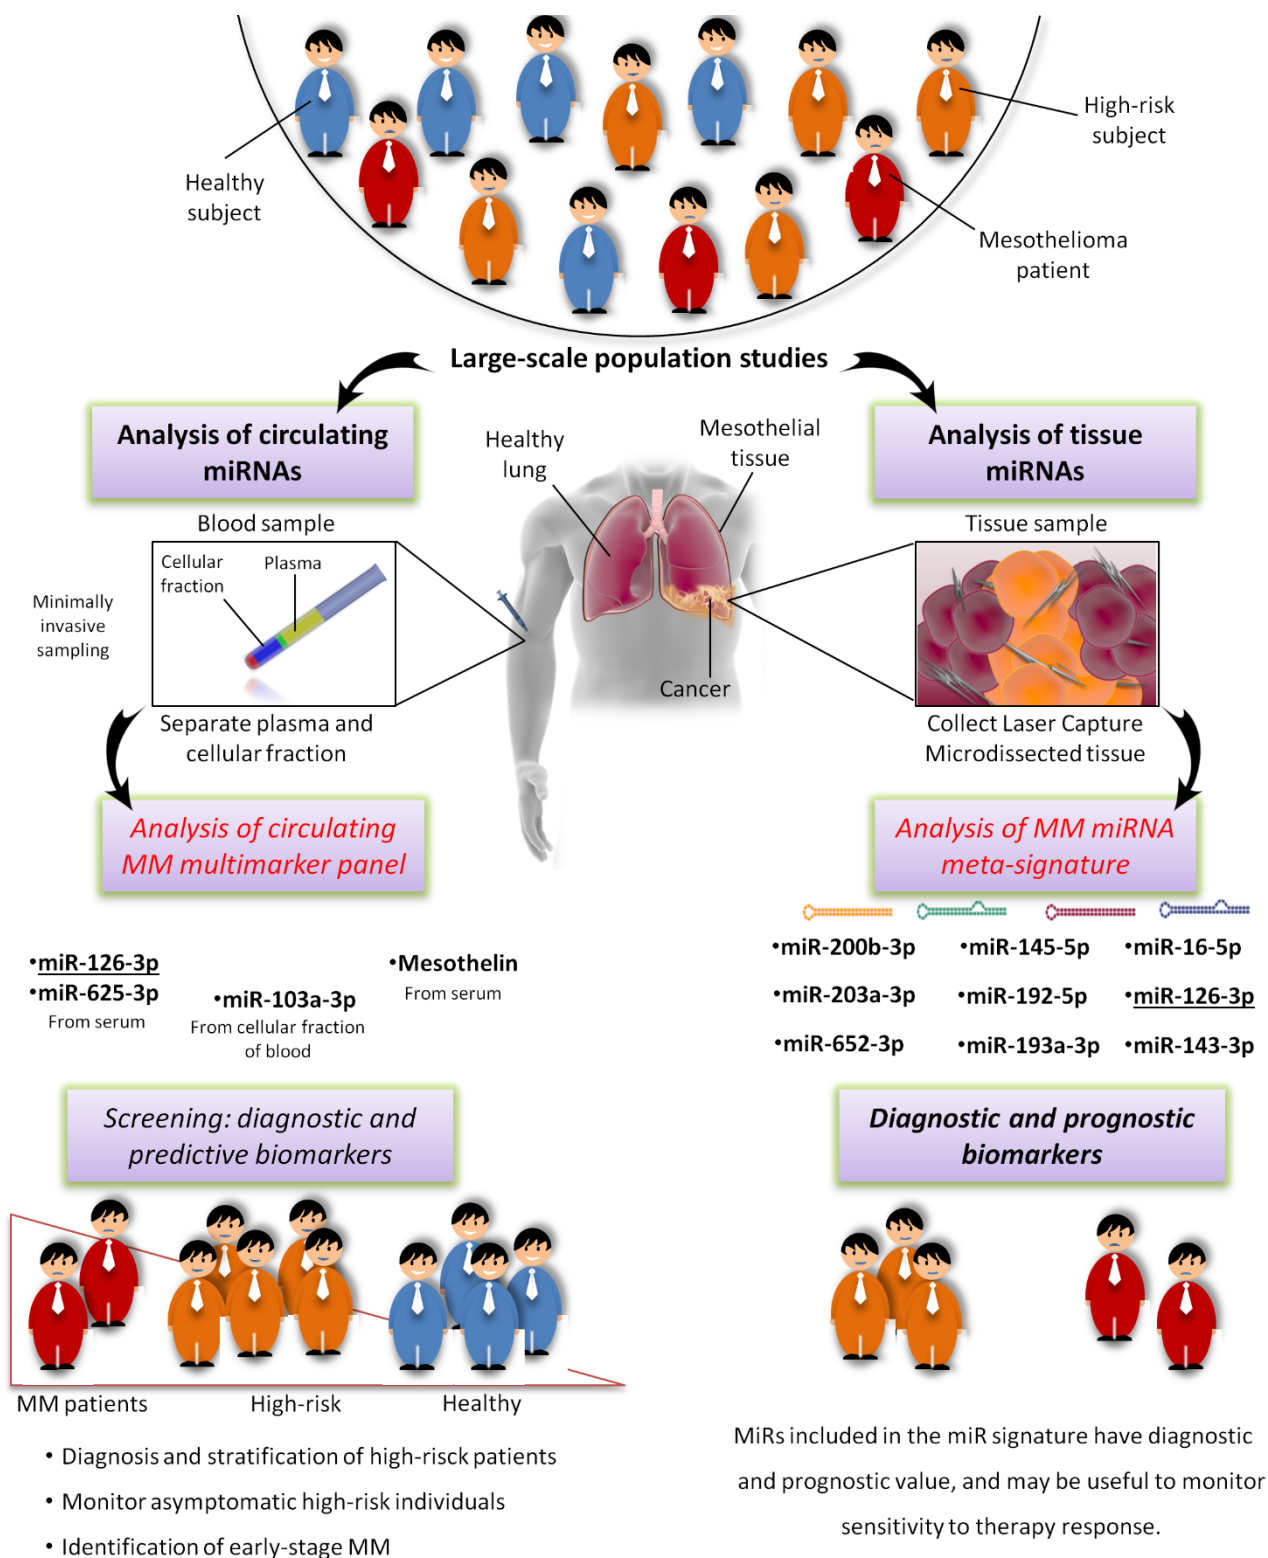 Healthy
subject
High-risk
subject
Mesothelioma
patient
Large-scale population studies
Analysis of circulating
miRNAs
Healthy
lung
Mesothelial
tissue
Analysis of tissue
miRNAs
Blood sample
Cellular
fraction
Plasma
Minimally
invasive
sampling
Separate plasma and
cellular fraction
Cancer
Tissue sample
Collect Laser Capture
Microdissected tissue
Analysis of circulating
MM multimarker panel
Analysis of MM miRNA
meta-signature
•miR-126-3p
•miR-625-3p
From serum
•miR-103a-3p
From cellular fraction
of blood
•Mesothelin
From serum
•miR-200b-3p
•miR-145-5p
•miR-16-5p
•miR-203a-3p
•miR-192-5p
•miR-126-3p
•miR-652-3p
•miR-193a-3p
•miR-143-3p
Screening: diagnostic and
predictive biomarkers
Diagnostic and prognostic
biomarkers
MM patients
High-risk
Healthy
• Diagnosis and stratification of high-risck patients
• Monitor asymptomatic high-risk individuals
• Identification of early-stage MM
MiRs included in the miR signature have diagnostic
and prognostic value, and may be useful to monitor
sensitivity to therapy response.